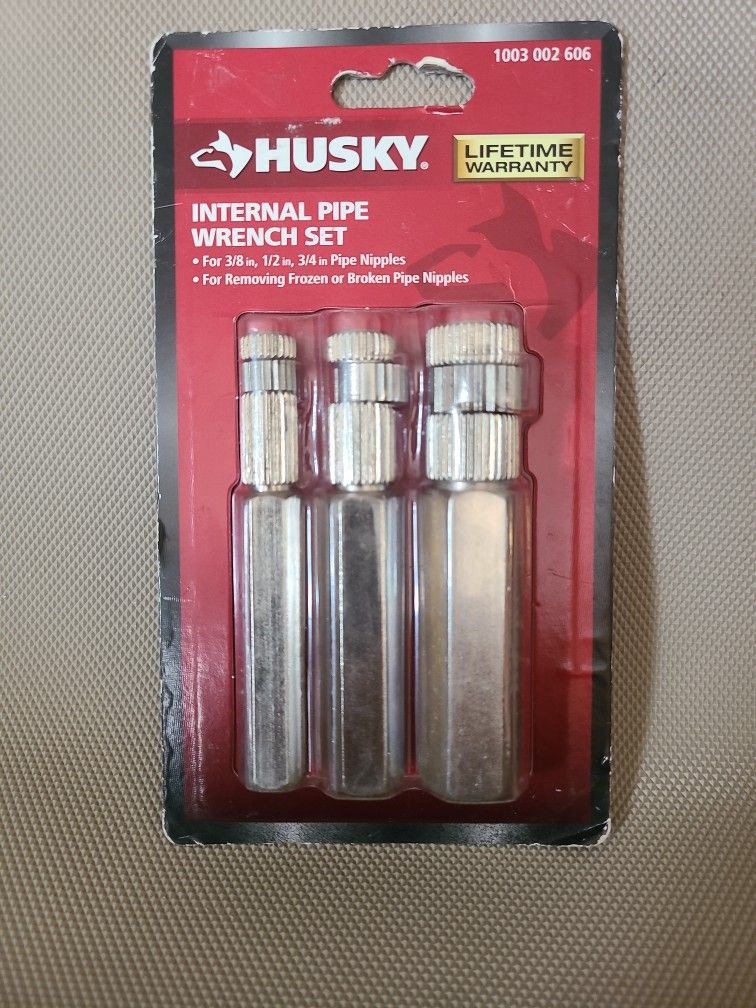 1003 002 606
HUSKY®
LIFETIME
WARRANTY
INTERNAL PIPE
WRENCH SET
• For 3/8 in, 1/2 in, 3/4 in Pipe Nipples
• For Removing Frozen or Broken Pipe Nipples